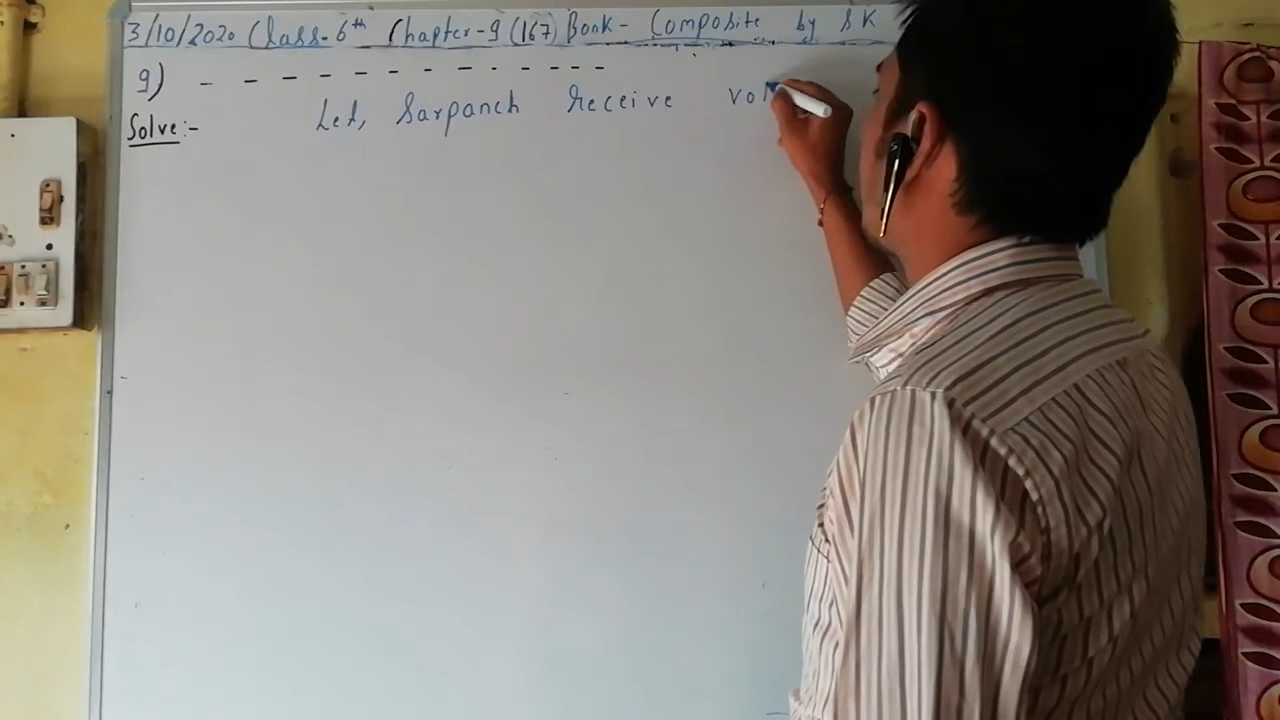 3/10/2020 Class-6th Chapter-9 (167) Book - Composite by S K
9) - - - - - - - - - - - - -
Solve:- Let, Sarpanch receive vo